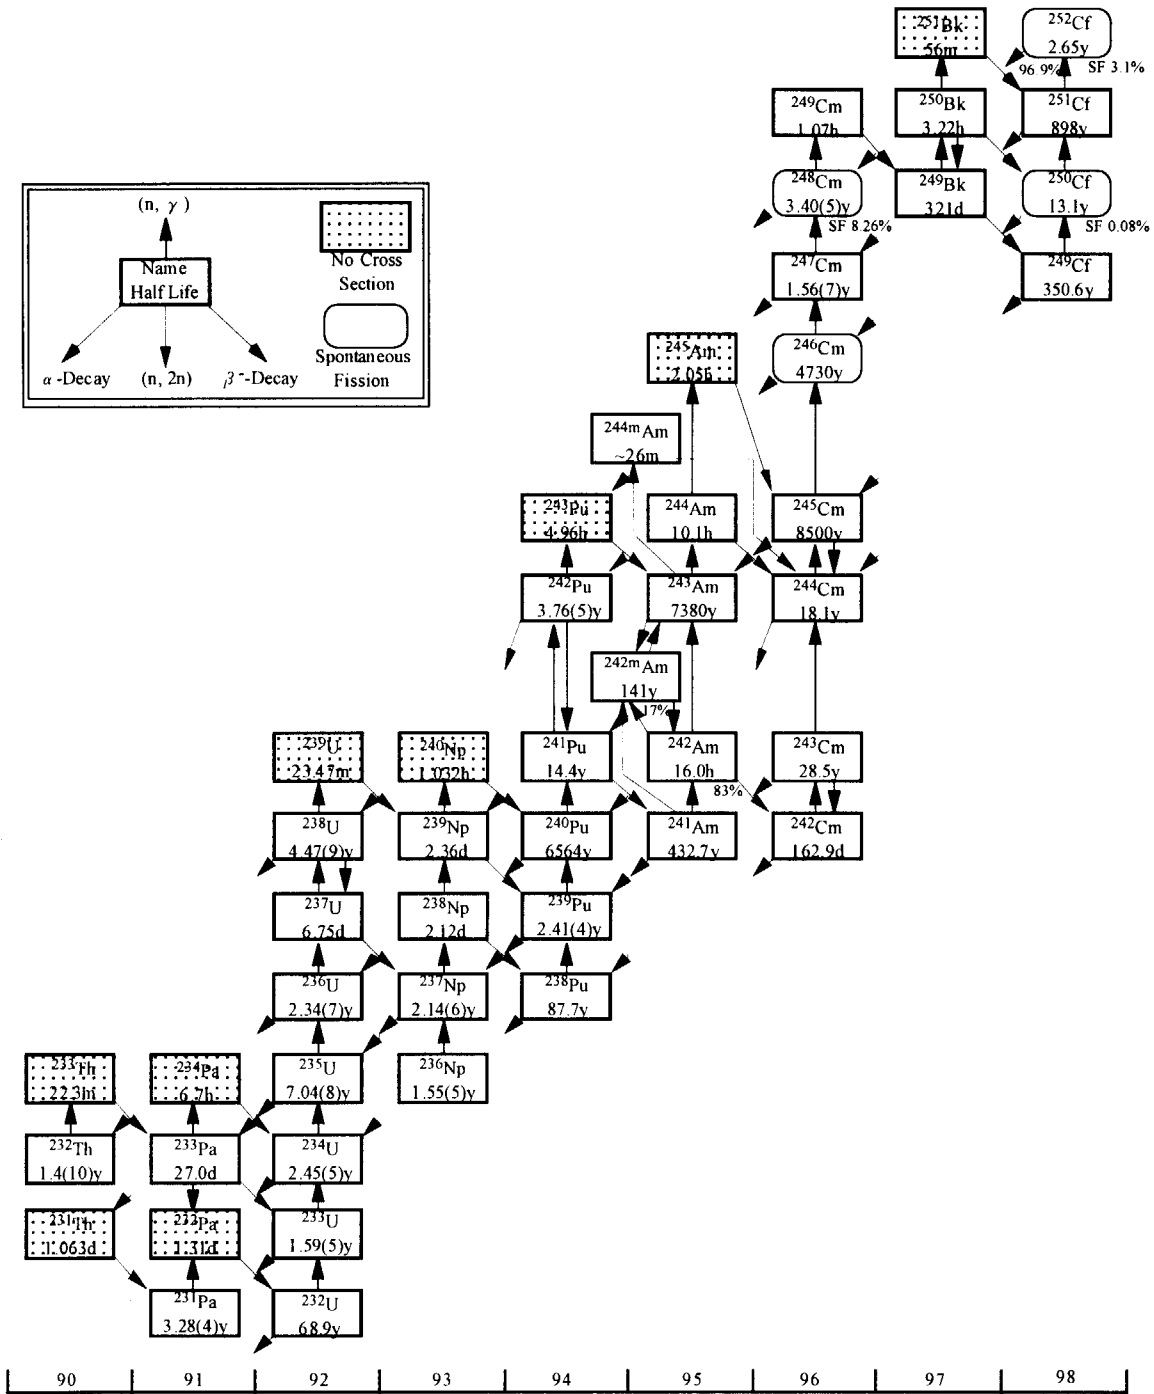 251Bk
56m
252Cf
2.65y
96.9%
SF 3.1%
249Cm
1.07h
250Bk
3.22h
251Cf
898y
248Cm
3.40(5)y
SF 8.26%
249Bk
321d
250Cf
13.1y
SF 0.08%
(n, γ)
Name
Half Life
α-Decay
(n, 2n)
β⁻-Decay
No Cross
Section
Spontaneous
Fission
247Cm
1.56(7)y
249Cf
350.6y
245Am
2.05h
246Cm
4730y
244mAm
~26m
243Pu
4.96h
244Am
10.1h
245Cm
8500y
242Pu
3.76(5)y
243Am
7380y
244Cm
18.1y
242mAm
141y
17%
239U
23.47m
240Np
1.032h
241Pu
14.4y
242Am
16.0h
83%
243Cm
28.5y
238U
4.47(9)y
239Np
2.36d
240Pu
6564y
241Am
432.7y
242Cm
162.9d
237U
6.75d
238Np
2.12d
239Pu
2.41(4)y
236U
2.34(7)y
237Np
2.14(6)y
238Pu
87.7y
233Th
22.3m
234Pa
6.7h
235U
7.04(8)y
236Np
1.55(5)y
232Th
1.4(10)y
233Pa
27.0d
234U
2.45(5)y
231Th
1.063d
232Pa
1.31d
233U
1.59(5)y
231Pa
3.28(4)y
232U
68.9y
90 91 92 93 94 95 96 97 98